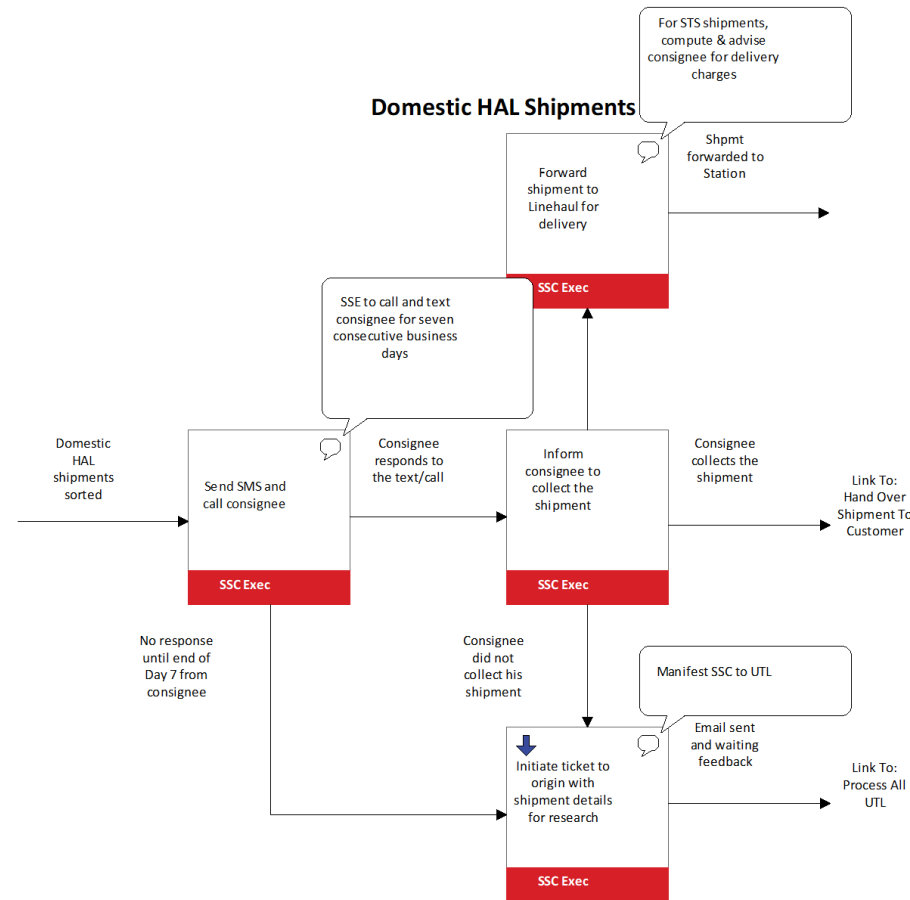 For STS shipments,
compute & advise
consignee for delivery
charges
Domestic HAL Shipments
Shpmt
forwarded to
Station
Forward
shipment to
Linehaul for
delivery
SSC Exec
SSE to call and text
consignee for seven
consecutive business
days
Domestic
HAL
shipments
sorted
Send SMS and
call consignee
SSC Exec
Consignee
responds to
the text/call
Inform
consignee to
collect the
shipment
SSC Exec
Consignee
collects the
shipment
Link To:
Hand Over
Shipment To
Customer
No response
until end of
Day 7 from
consignee
Consignee
did not
collect his
shipment
Manifest SSC to UTL
Email sent
and waiting
feedback
Initiate ticket to
origin with
shipment details
for research
SSC Exec
Link To:
Process All
UTL